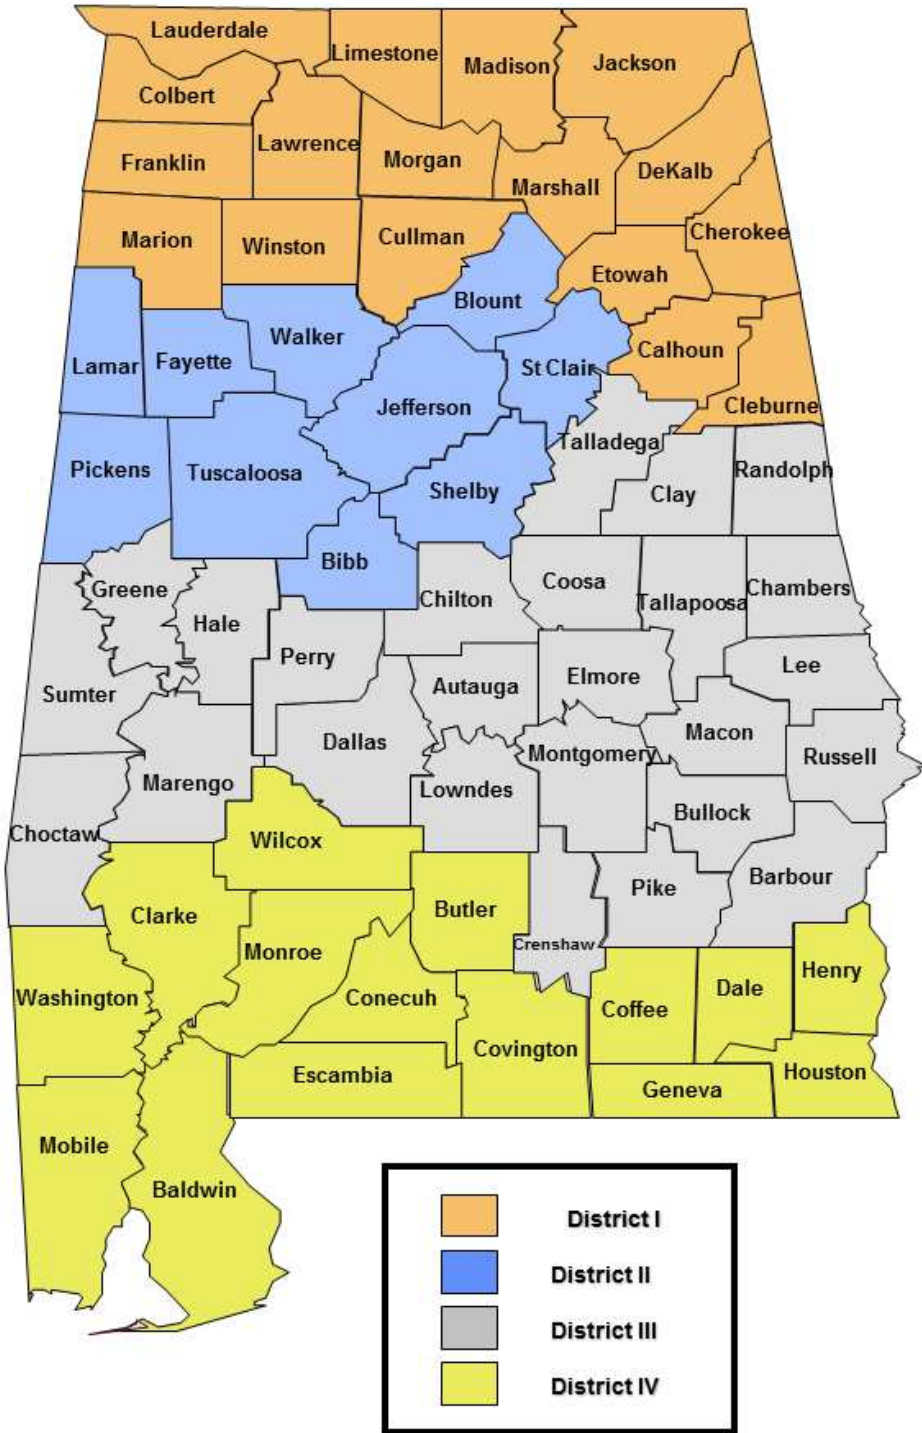 Lauderdale
Limestone
Madison
Jackson
Colbert
Lawrence
Franklin
Morgan
DeKalb
Marshall
Marion
Winston
Cullman
Cherokee
Etowah
Blount
Walker
Lamar
Fayette
St Clair
Calhoun
Jefferson
Cleburne
Talladega
Pickens
Tuscaloosa
Shelby
Clay
Randolph
Bibb
Greene
Hale
Chilton
Coosa
Tallapoosa
Chambers
Perry
Sumter
Autauga
Elmore
Lee
Dallas
Macon
Marengo
Lowndes
Montgomery
Russell
Bullock
Choctaw
Wilcox
Barbour
Clarke
Butler
Pike
Crenshaw
Monroe
Washington
Conecuh
Coffee
Dale
Henry
Covington
Escambia
Geneva
Houston
Mobile
Baldwin
District I
District II
District III
District IV